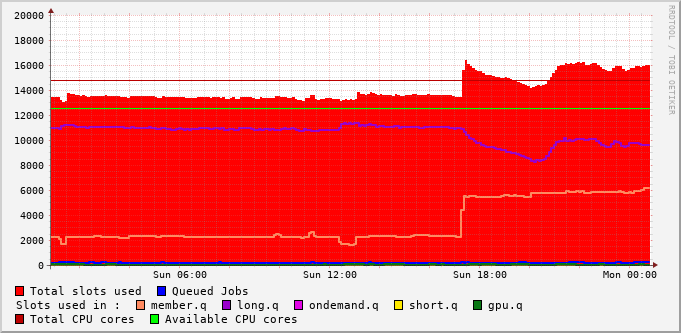 20000
18000
16000
14000
12000
10000
8000
6000
4000
2000
0
Sun 06:00 Sun 12:00 Sun 18:00 Mon 00:00
RRDTOOL / TOBI OETIKER
Total slots used Queued Jobs
Slots used in : member.q long.q ondemand.q short.q gpu.q
Total CPU cores Available CPU cores